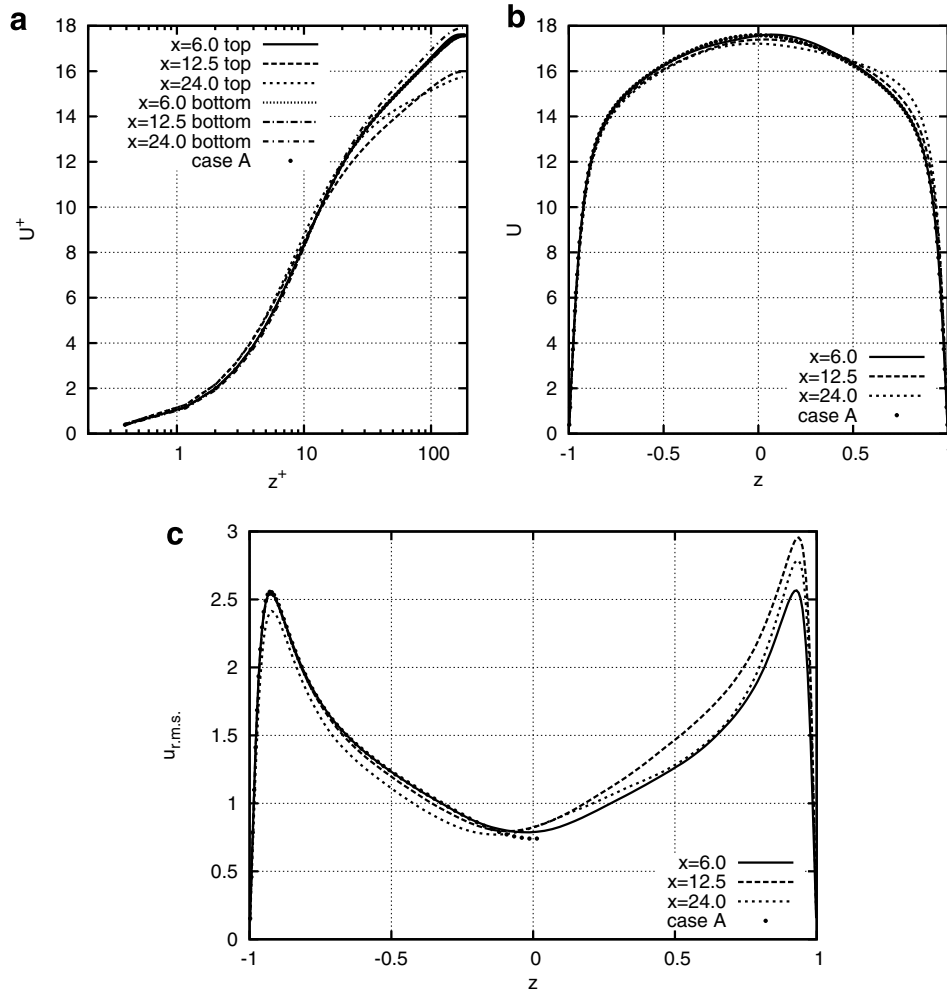 a
18
16
14
12
10
8
6
4
2
0
U+
1
10
100
z+
x=6.0 top
x=12.5 top
x=24.0 top
x=6.0 bottom
x=12.5 bottom
x=24.0 bottom
case A
b
18
16
14
12
10
8
6
4
2
0
U
-1
-0.5
0
0.5
1
z
x=6.0
x=12.5
x=24.0
case A
c
3
2.5
2
1.5
1
0.5
0
ur.m.s.
-1
-0.5
0
0.5
1
z
x=6.0
x=12.5
x=24.0
case A